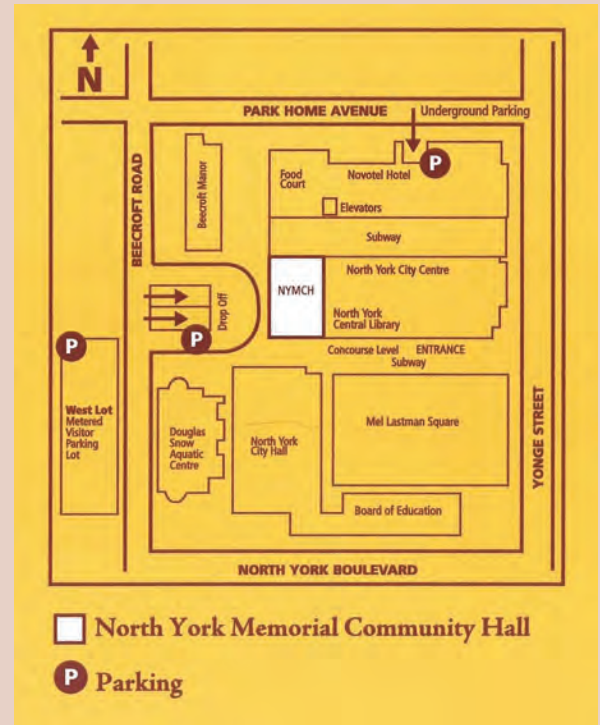 N
PARK HOME AVENUE
Underground Parking
P
BEECROFT ROAD
Beecroft Manor
Food
Court
Novotel Hotel
Elevators
Subway
NYMCH
North York City Centre
North York
Central Library
Drop Off
P
Concourse Level ENTRANCE
Subway
P
West Lot
Metered
Visitor
Parking
Lot
Douglas
Snow
Aquatic
Centre
North York
City Hall
Mel Lastman Square
YONGE STREET
Board of Education
NORTH YORK BOULEVARD
North York Memorial Community Hall
P Parking